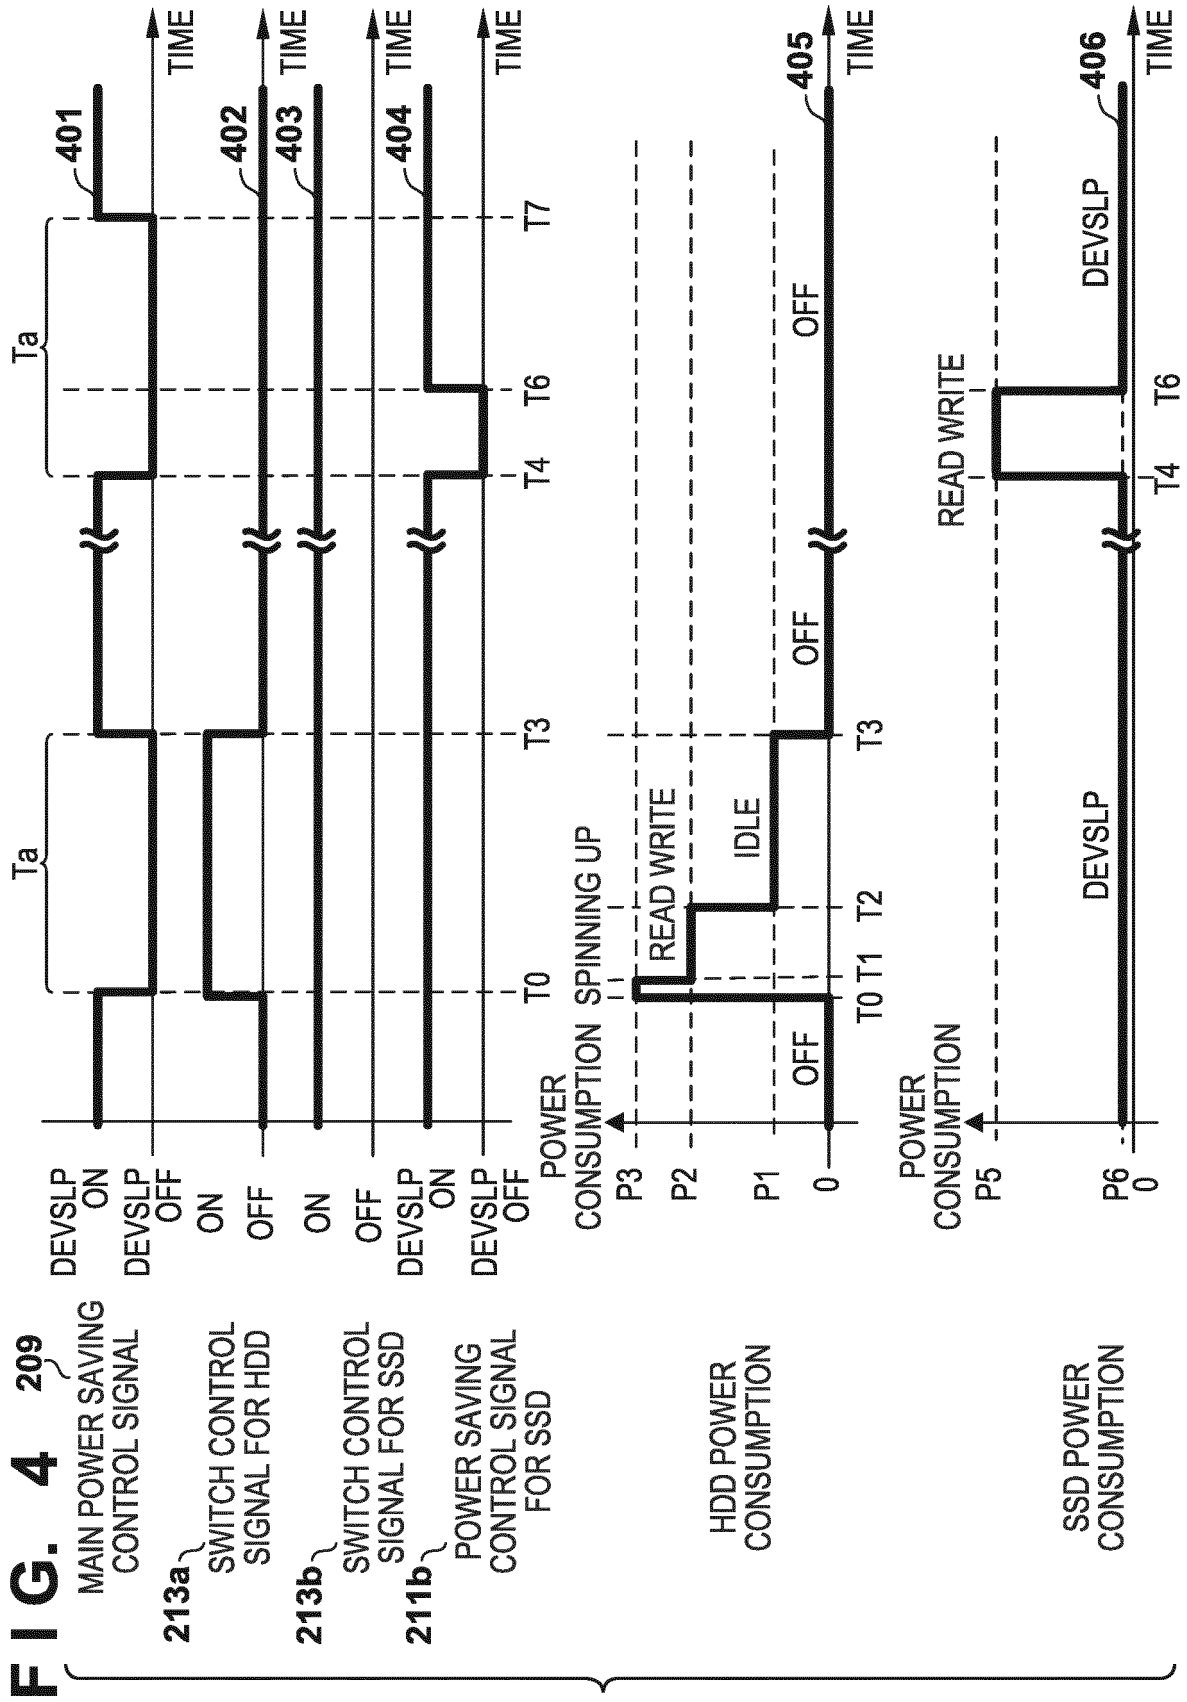 FIG. 4
209
MAIN POWER SAVING
CONTROL SIGNAL
DEVSLP
ON
DEVSLP
OFF
Ta
Ta
401
TIME
213a
SWITCH CONTROL
SIGNAL FOR HDD
ON
OFF
402
TIME
213b
SWITCH CONTROL
SIGNAL FOR SSD
ON
OFF
403
TIME
211b
POWER SAVING
CONTROL SIGNAL
FOR SSD
DEVSLP
ON
DEVSLP
OFF
404
TIME
T0
T3
T4
T6
T7
HDD POWER
CONSUMPTION
POWER
CONSUMPTION
SPINNING UP
P3
P2
P1
0
READ WRITE
IDLE
OFF
OFF
OFF
405
TIME
T0
T1
T2
T3
SSD POWER
CONSUMPTION
POWER
CONSUMPTION
P5
P6
0
READ WRITE
DEVSLP
DEVSLP
406
TIME
T4
T6